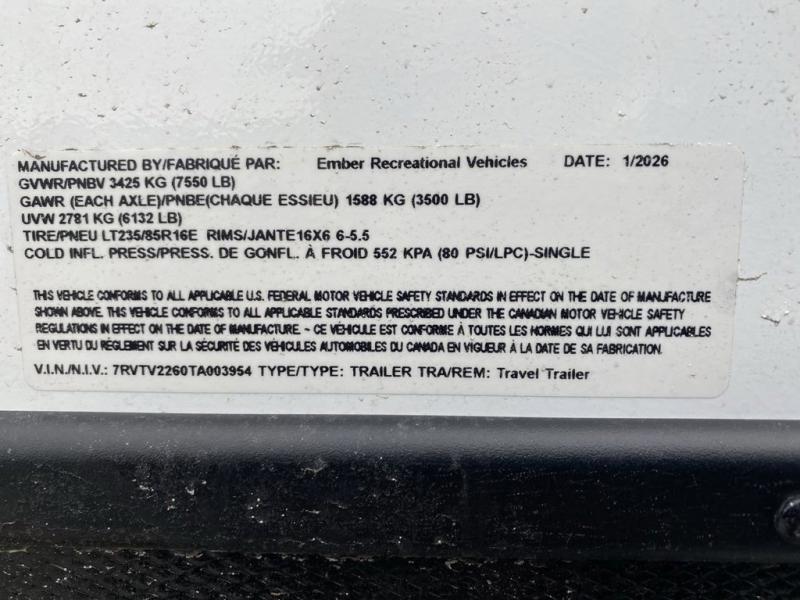 MANUFACTURED BY/FABRIQUÉ PAR: Ember Recreational Vehicles DATE: 1/2026
GVWR/PNBV 3425 KG (7550 LB)
GAWR (EACH AXLE)/PNBE(CHAQUE ESSIEU) 1588 KG (3500 LB)
UVW 2781 KG (6132 LB)
TIRE/PNEU LT235/85R16E RIMS/JANTE16X6 6-5.5
COLD INFL. PRESS/PRESS. DE GONFL. À FROID 552 KPA (80 PSI/LPC)-SINGLE
THIS VEHICLE CONFORMS TO ALL APPLICABLE U.S. FEDERAL MOTOR VEHICLE SAFETY STANDARDS IN EFFECT ON THE DATE OF MANUFACTURE
SHOWN ABOVE. THIS VEHICLE CONFORMS TO ALL APPLICABLE STANDARDS PRESCRIBED UNDER THE CANADIAN MOTOR VEHICLE SAFETY
REGULATIONS IN EFFECT ON THE DATE OF MANUFACTURE. ~ CE VÉHICULE EST CONFORME À TOUTES LES NORMES QUI LUI SONT APPLICABLES
EN VERTU DU RÈGLEMENT SUR LA SÉCURITÉ DES VÉHICULES AUTOMOBILES DU CANADA EN VIGUEUR À LA DATE DE SA FABRICATION.
V.I.N./N.I.V.: 7RVTV2260TA003954 TYPE/TYPE: TRAILER TRA/REM: Travel Trailer